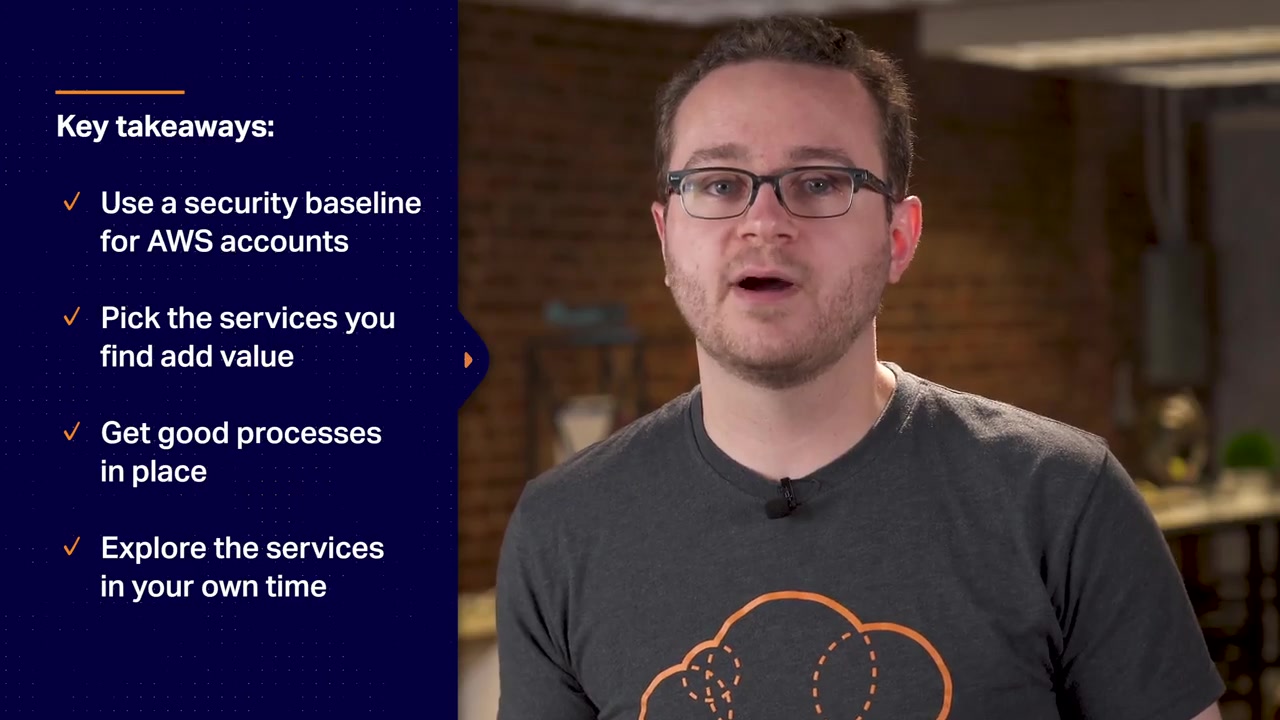 Key takeaways:
✓ Use a security baseline
for AWS accounts
✓ Pick the services you
find add value
✓ Get good processes
in place
✓ Explore the services
in your own time